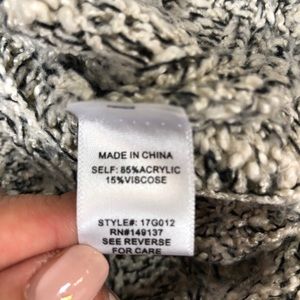 MADE IN CHINA
SELF: 85%ACRYLIC
15%VISCOSE
STYLE#: 17G012
RN#149137
SEE REVERSE
FOR CARE